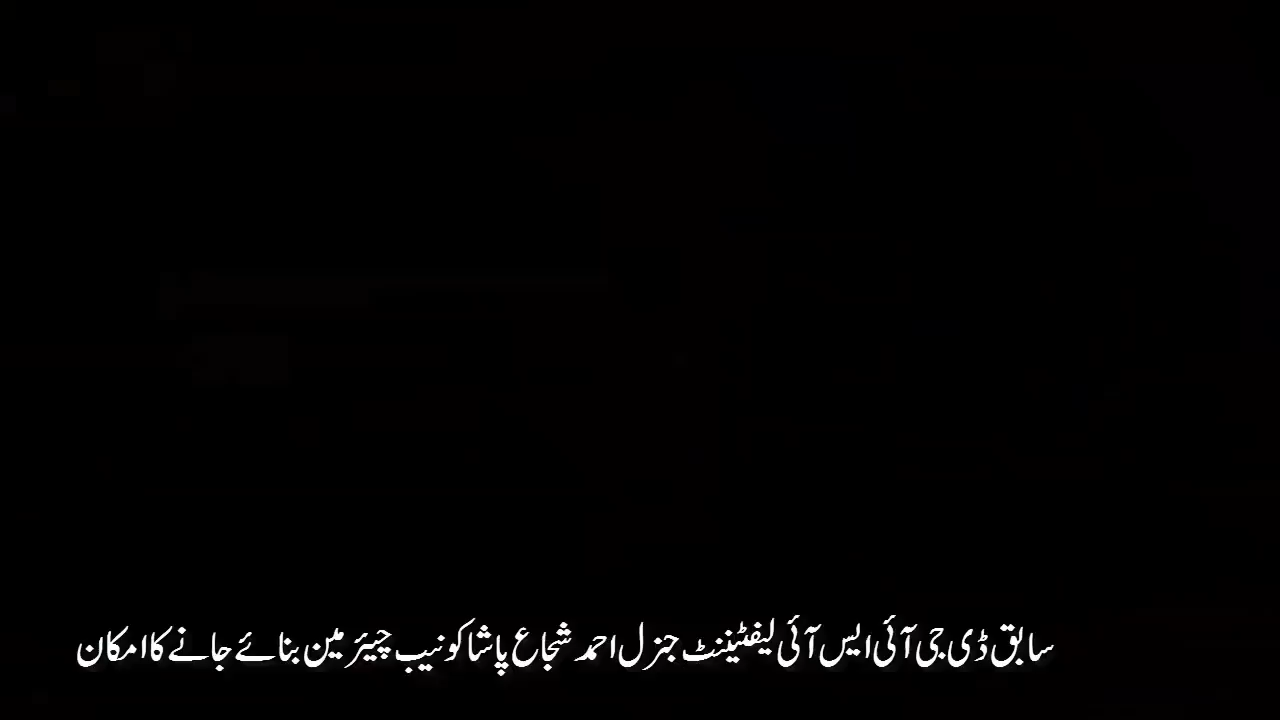 سابق ڈی جی آئی ایس آئی لیفٹیننٹ جنرل احمد شجاع پاشا کو نیب چیئر مین بنائے جانے کا امکان